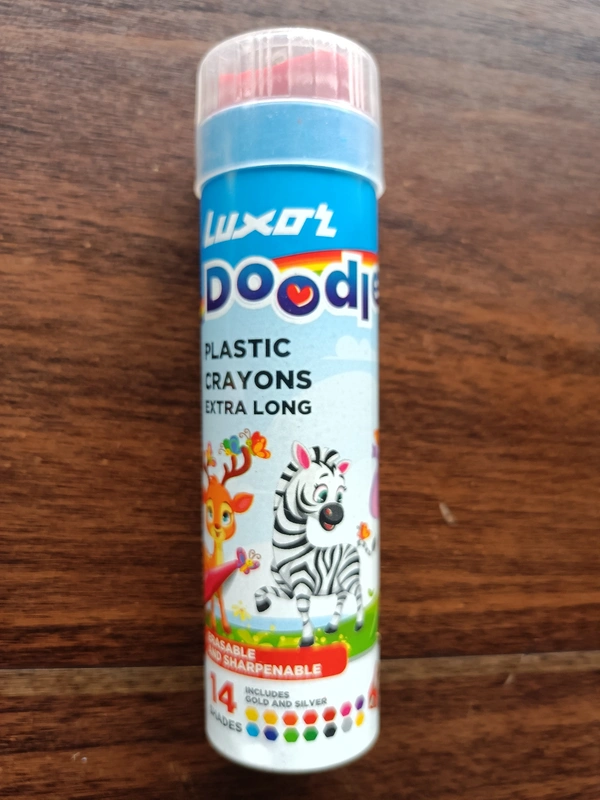 Luxor
Doodle
PLASTIC
CRAYONS
EXTRA LONG
ERASABLE
AND SHARPENABLE
14
SHADES
INCLUDES
GOLD AND SILVER